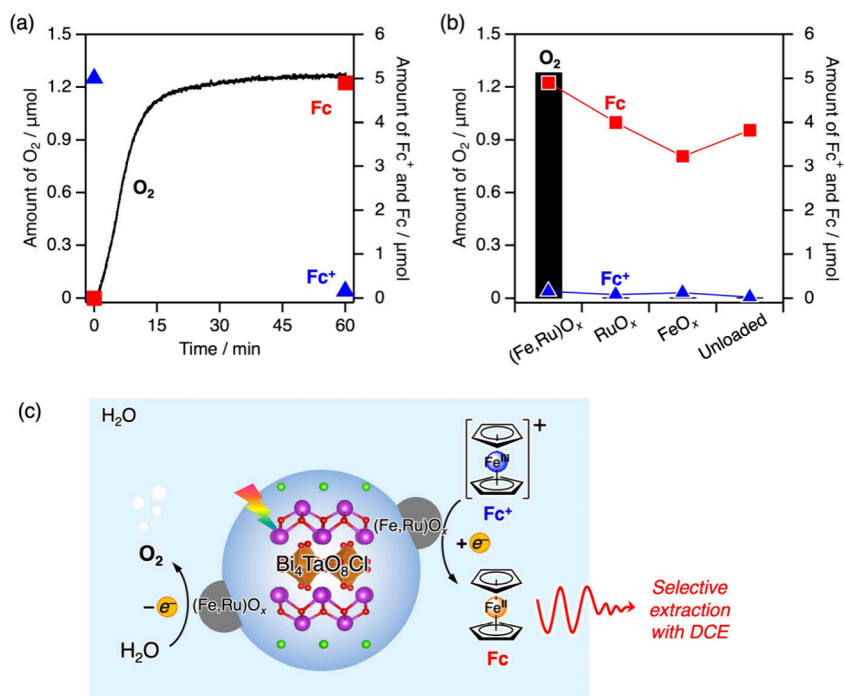 (a)
Amount of O₂ / μmol
1.5
1.2
0.9
0.6
0.3
0
O₂
Fc
Fc⁺
6
5
4
3
2
1
0
Amount of Fc⁺
and Fc / μmol
0 15 30 45 60
Time / min
(b)
Amount of O₂ / μmol
1.5
1.2
0.9
0.6
0.3
0
O₂
Fc
Fc⁺
6
5
4
3
2
1
0
Amount of Fc⁺
and Fc / μmol
(Fe,Ru)Oₓ
RuOₓ
FeOₓ
Unloaded
(c)
H₂O
O₂
−e⁻
H₂O
(Fe,Ru)Oₓ
Bi₄TaO₈Cl
(Fe,Ru)Oₓ
+
Feᴵᴵᴵ
Fc⁺
+e⁻
Feᴵᴵ
Fc
Selective
extraction
with DCE